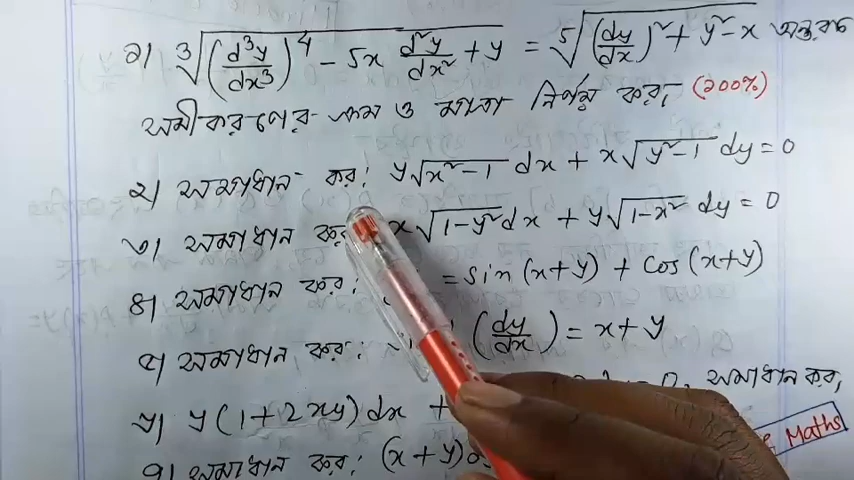 ১। ∛((d³y/dx³)⁴ - 5x d²y/dx² + y) = ⁵√((dy/dx)² + y² - x) অন্তরক
সমীকরণের ক্রম ও মাত্রা নির্ণয় কর। (১০০%)
২। সমাধান কর: y√(x²-1) dx + x√(y²-1) dy = 0
৩। সমাধান কর: x√(1-y²) dx + y√(1-x²) dy = 0
৪। সমাধান কর: = sin(x+y) + cos(x+y)
৫। সমাধান কর: (dy/dx) = x+y
৬। y(1+2xy)dx + = 0, সমাধান কর,
৭। সমাধান কর: (x+y)
Maths